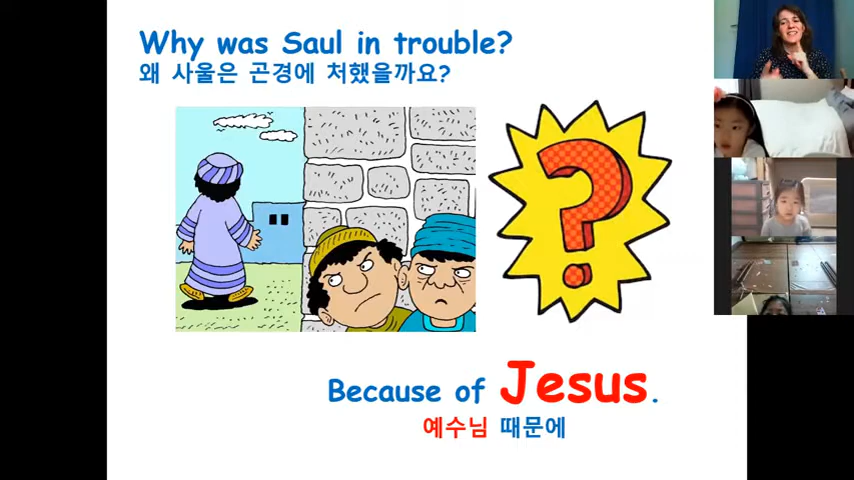 Why was Saul in trouble?
왜 사울은 곤경에 처했을까요?
?
Because of Jesus.
예수님 때문에